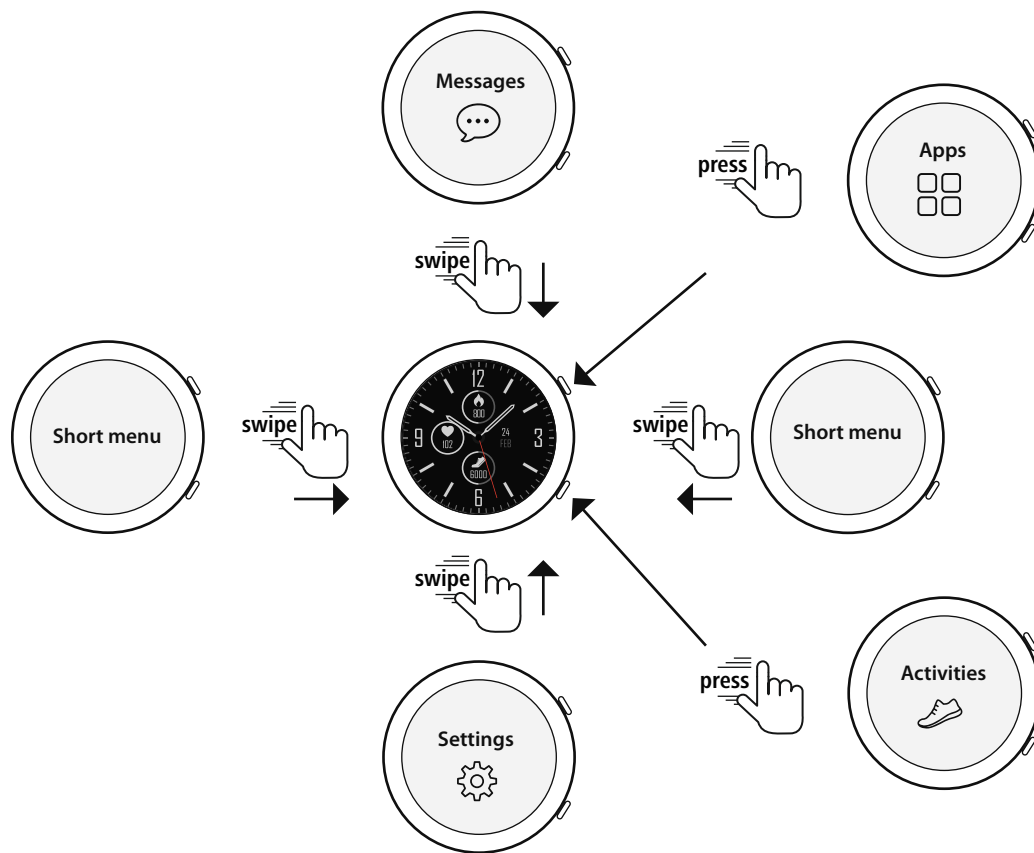 Messages
press
Apps
swipe
12
800
Short menu
swipe
9
102
24
FEB
3
swipe
Short menu
6000
6
swipe
press
Activities
Settings